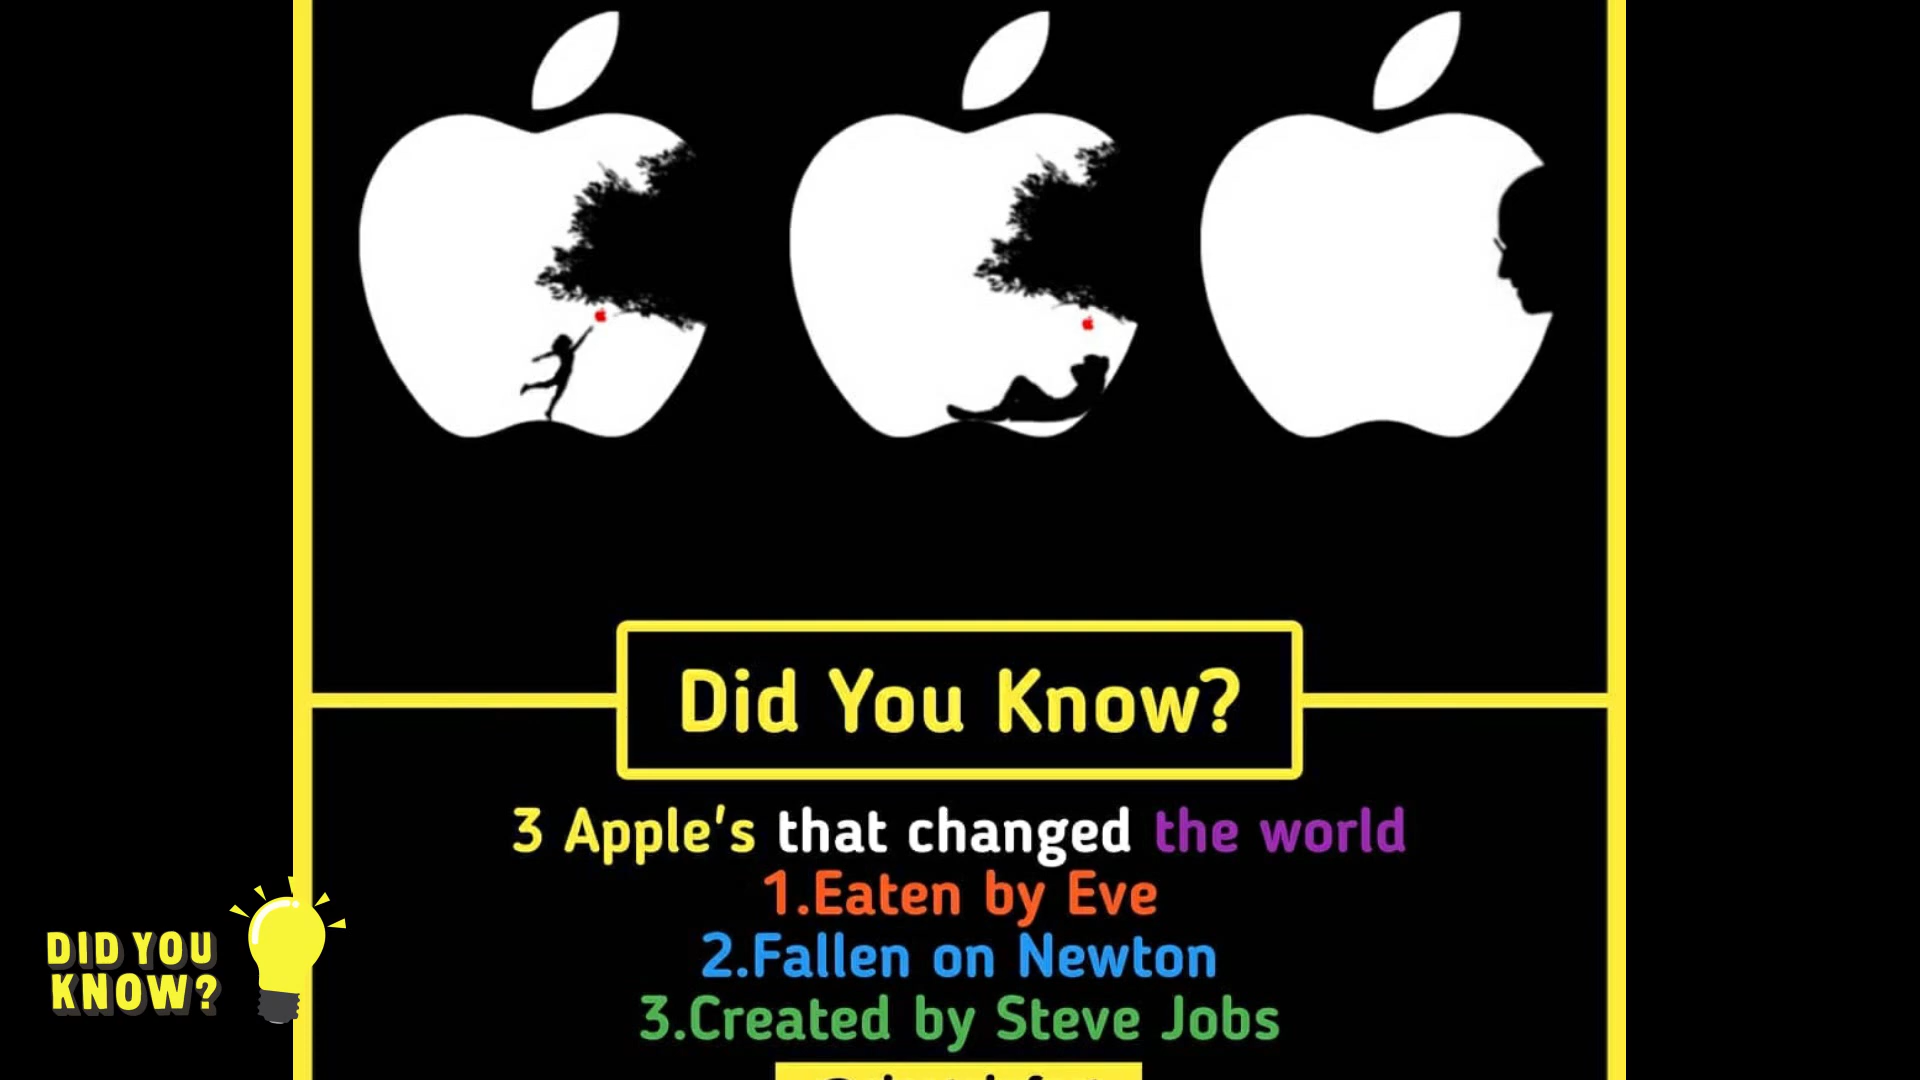 Did You Know?
3 Apple's that changed the world
1.Eaten by Eve
2.Fallen on Newton
3.Created by Steve Jobs
DID YOU
KNOW?